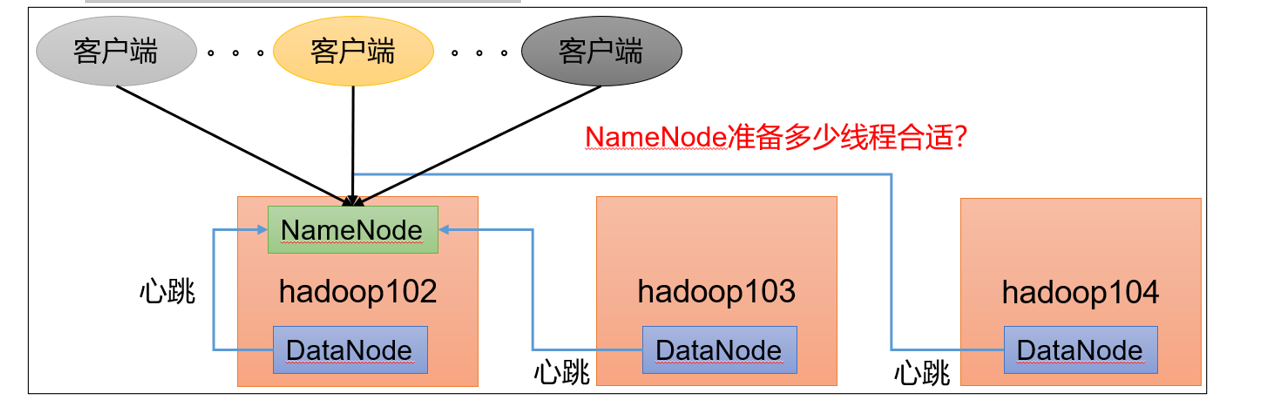 客户端 。。。 客户端 。。。 客户端
NameNode准备多少线程合适？
NameNode
心跳 hadoop102 hadoop103 hadoop104
DataNode DataNode DataNode
心跳 心跳